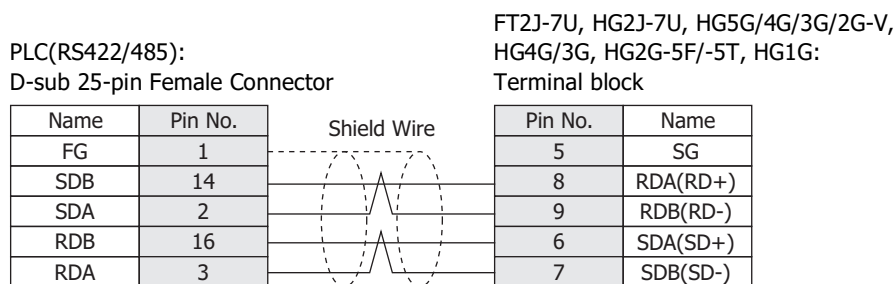 FT2J-7U, HG2J-7U, HG5G/4G/3G/2G-V,
PLC(RS422/485): HG4G/3G, HG2G-5F/-5T, HG1G:
D-sub 25-pin Female Connector Terminal block
Name Pin No. Shield Wire Pin No. Name
FG 1 5 SG
SDB 14 8 RDA(RD+)
SDA 2 9 RDB(RD-)
RDB 16 6 SDA(SD+)
RDA 3 7 SDB(SD-)